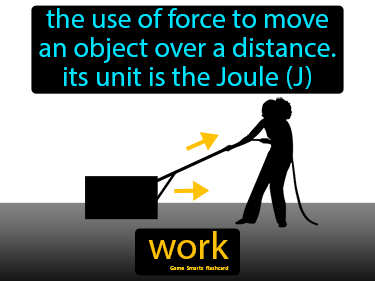 the use of force to move
an object over a distance.
its unit is the Joule (J)
work
Game Smartz flashcard